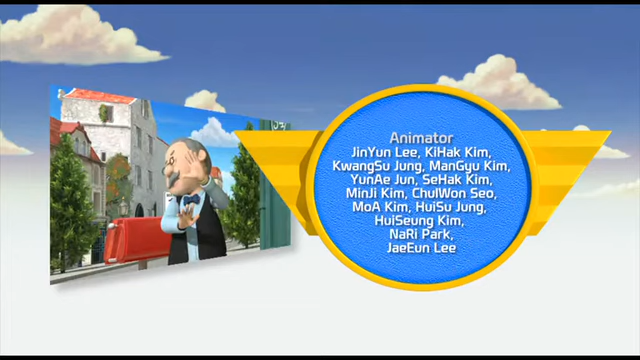 Animator
JinYun Lee, KiHak Kim,
KwangSu Jung, ManGyu Kim,
YunAe Jun, SeHak Kim,
MinJi Kim, ChulWon Seo,
MoA Kim, HuiSu Jung,
HuiSeung Kim,
NaRi Park,
JaeEun Lee